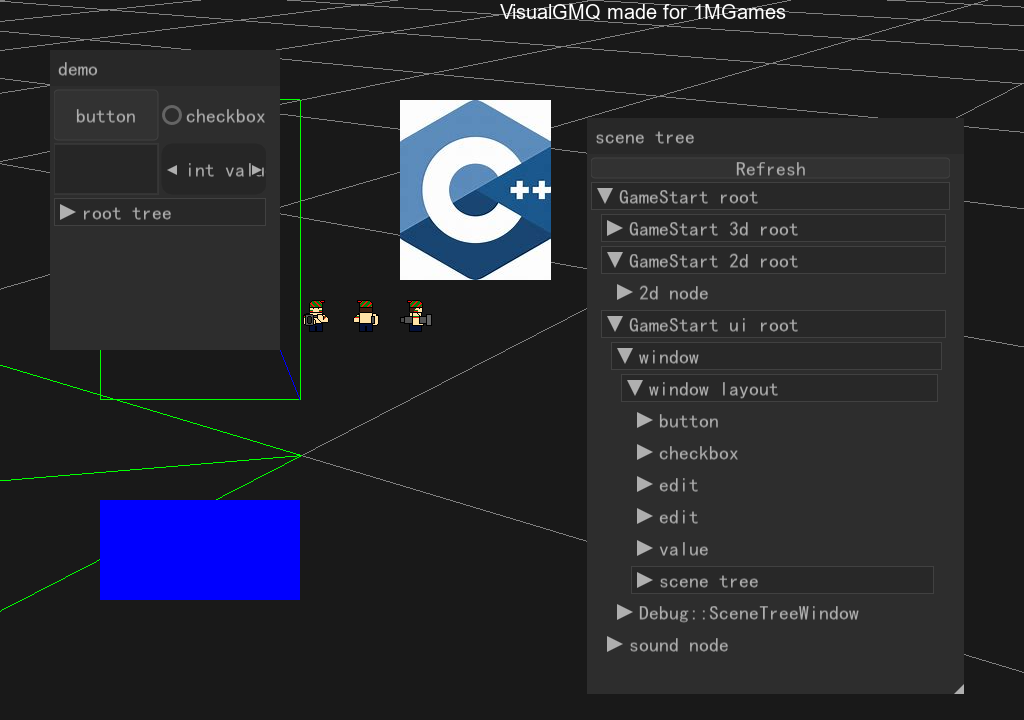 VisualGMQ made for 1MGames
demo
button
checkbox
int val
root tree
C++
scene tree
Refresh
GameStart root
GameStart 3d root
GameStart 2d root
2d node
GameStart ui root
window
window layout
button
checkbox
edit
edit
value
scene tree
Debug::SceneTreeWindow
sound node